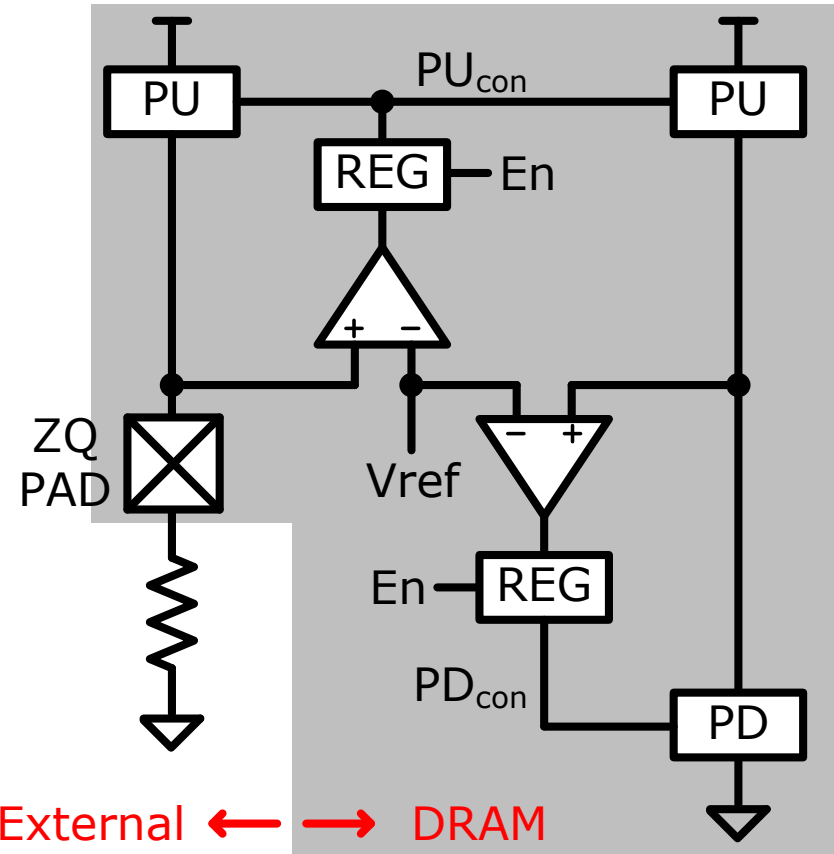 PU
PUcon
PU
REG
En
+
−
ZQ
PAD
Vref
−
+
En
REG
PDcon
PD
External
DRAM